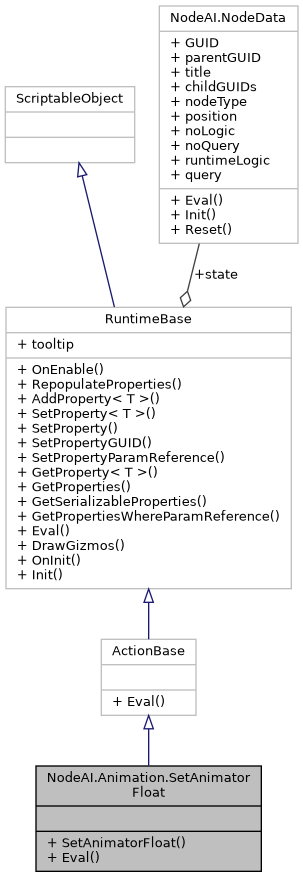 NodeAI.NodeData
+ GUID
+ parentGUID
+ title
+ childGUIDs
+ nodeType
+ position
+ noLogic
+ noQuery
+ runtimeLogic
+ query
+ Eval()
+ Init()
+ Reset()
ScriptableObject
+state
RuntimeBase
+ tooltip
+ OnEnable()
+ RepopulateProperties()
+ AddProperty< T >()
+ SetProperty< T >()
+ SetProperty()
+ SetPropertyGUID()
+ SetPropertyParamReference()
+ GetProperty< T >()
+ GetProperties()
+ GetSerializableProperties()
+ GetPropertiesWhereParamReference()
+ Eval()
+ DrawGizmos()
+ OnInit()
+ Init()
ActionBase
+ Eval()
NodeAI.Animation.SetAnimator
Float
+ SetAnimatorFloat()
+ Eval()